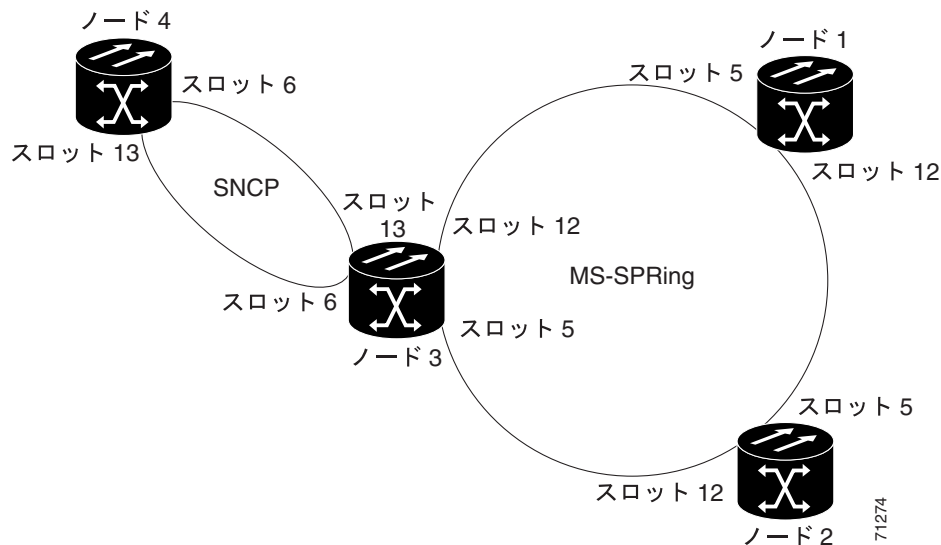 ノード 4
ノード 1
スロット 6
スロット 5
スロット 13
スロット 12
SNCP
スロット
13
スロット 12
MS-SPRing
スロット 6
スロット 5
ノード 3
スロット 5
スロット 12
ノード 2
71274